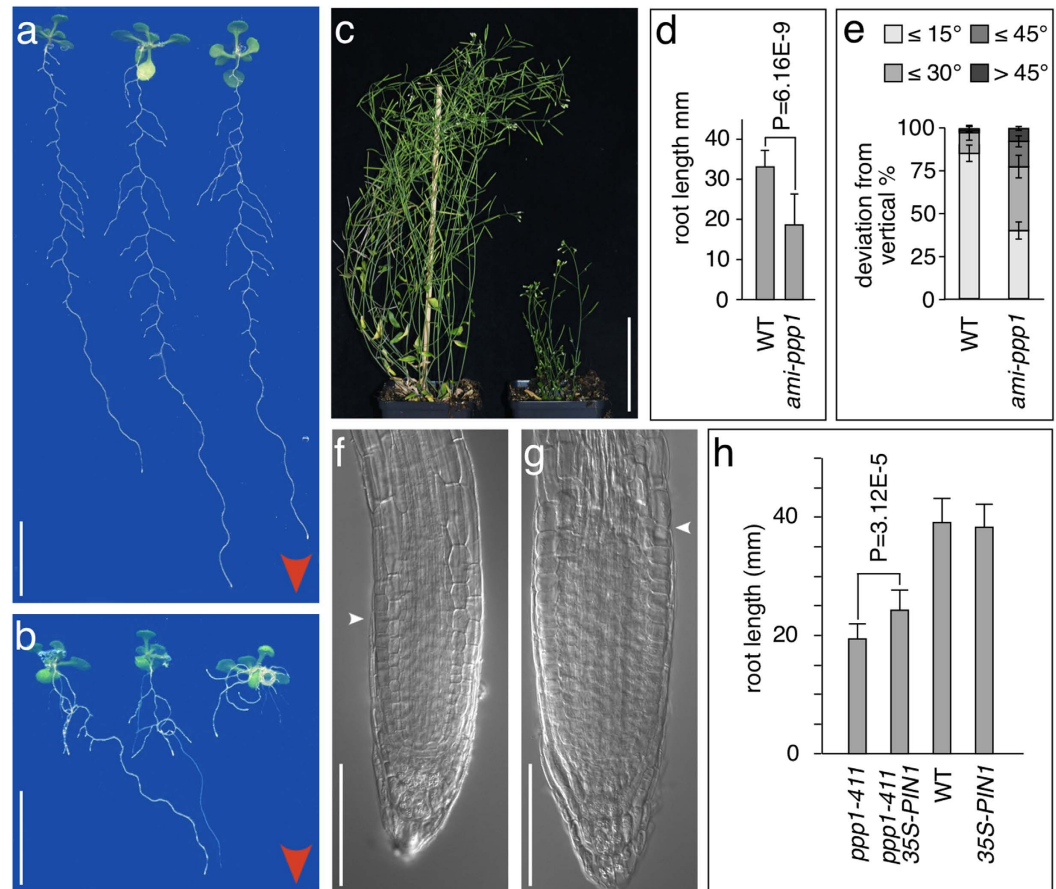 a
b
c
d
P=6.16E-9
root length mm
40
30
20
10
0
WT
ami-ppp1
e
≤ 15° ≤ 45°
≤ 30° > 45°
deviation from
vertical %
100
75
50
25
0
WT
ami-ppp1
f
g
h
P=3.12E-5
root length (mm)
40
20
0
ppp1-411
ppp1-411
35S-PIN1
WT
35S-PIN1